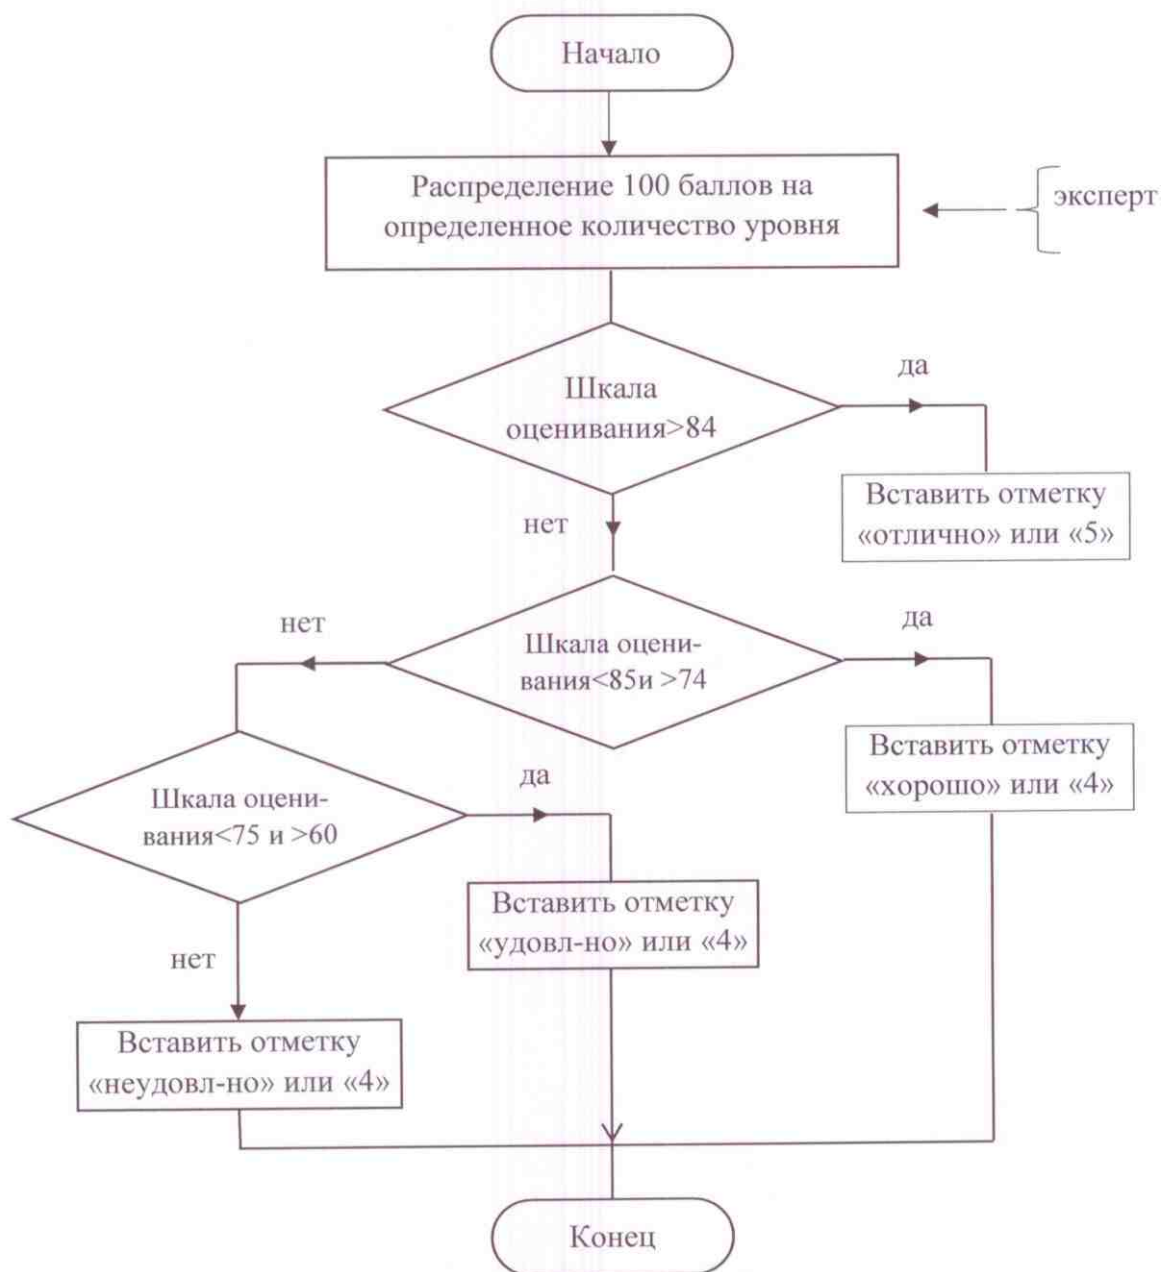 Начало
Распределение 100 баллов на
определенное количество уровня
эксперт
Шкала
оценивания>84
да
Вставить отметку
«отлично» или «5»
нет
Шкала оцени-
вания<85и >74
да
Вставить отметку
«хорошо» или «4»
нет
Шкала оцени-
вания<75 и >60
да
Вставить отметку
«удовл-но» или «4»
нет
Вставить отметку
«неудовл-но» или «4»
Конец